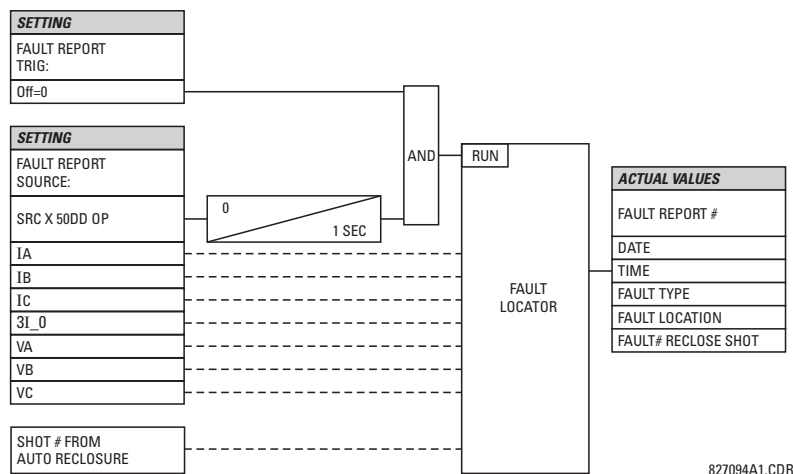 SETTING
FAULT REPORT
TRIG:
Off=0
SETTING
FAULT REPORT
SOURCE:
SRC X 50DD OP
IA
IB
IC
3I_0
VA
VB
VC
SHOT # FROM
AUTO RECLOSURE
0
1 SEC
AND
RUN
FAULT
LOCATOR
ACTUAL VALUES
FAULT REPORT #
DATE
TIME
FAULT TYPE
FAULT LOCATION
FAULT# RECLOSE SHOT
827094A1.CDR